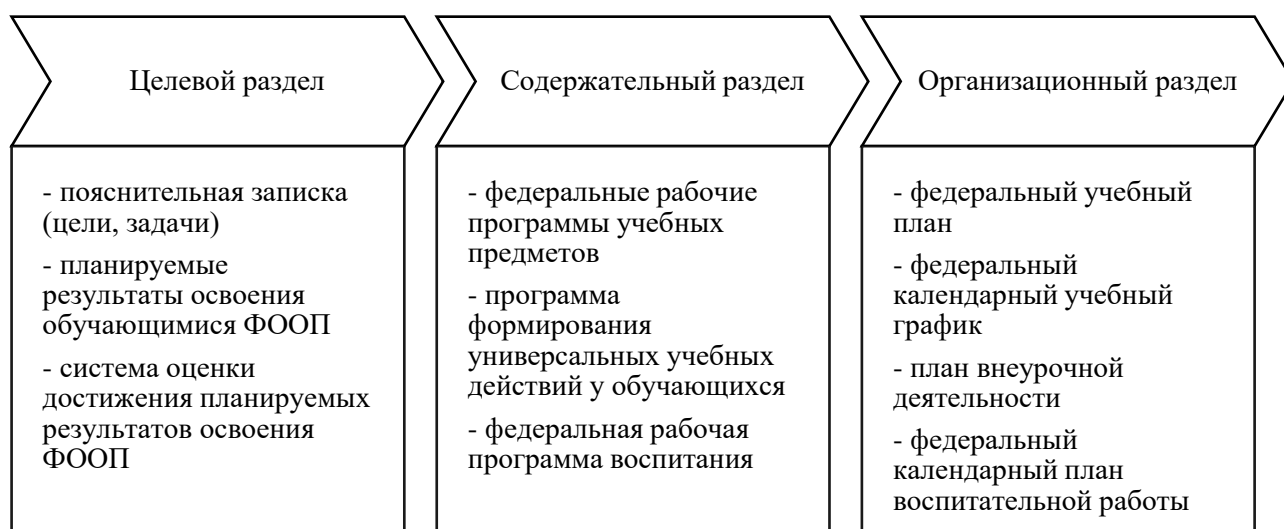 Целевой раздел
- пояснительная записка
(цели, задачи)
- планируемые
результаты освоения
обучающимися ФООП
- система оценки
достижения планируемых
результатов освоения
ФООП
Содержательный раздел
- федеральные рабочие
программы учебных
предметов
- программа
формирования
универсальных учебных
действий у обучающихся
- федеральная рабочая
программа воспитания
Организационный раздел
- федеральный учебный
план
- федеральный
календарный учебный
график
- план внеурочной
деятельности
- федеральный
календарный план
воспитательной работы